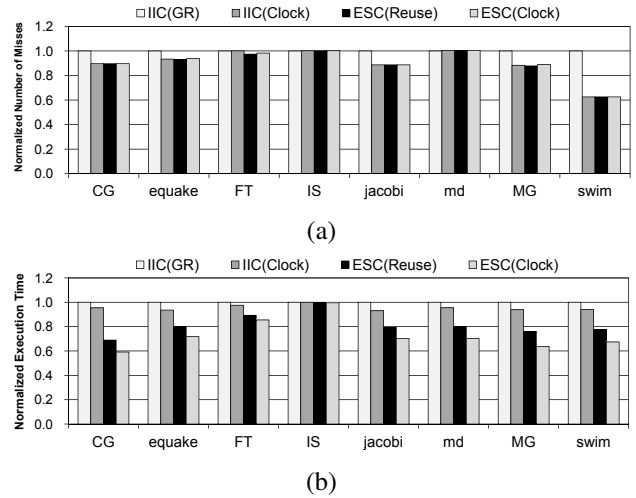 IIC(GR) IIC(Clock) ESC(Reuse) ESC(Clock)
Normalized Number of Misses
1.2
1.0
0.8
0.6
0.4
0.2
0.0
CG equake FT IS jacobi md MG swim
(a)
IIC(GR) IIC(Clock) ESC(Reuse) ESC(Clock)
Normalized Execution Time
1.2
1.0
0.8
0.6
0.4
0.2
0.0
CG equake FT IS jacobi md MG swim
(b)